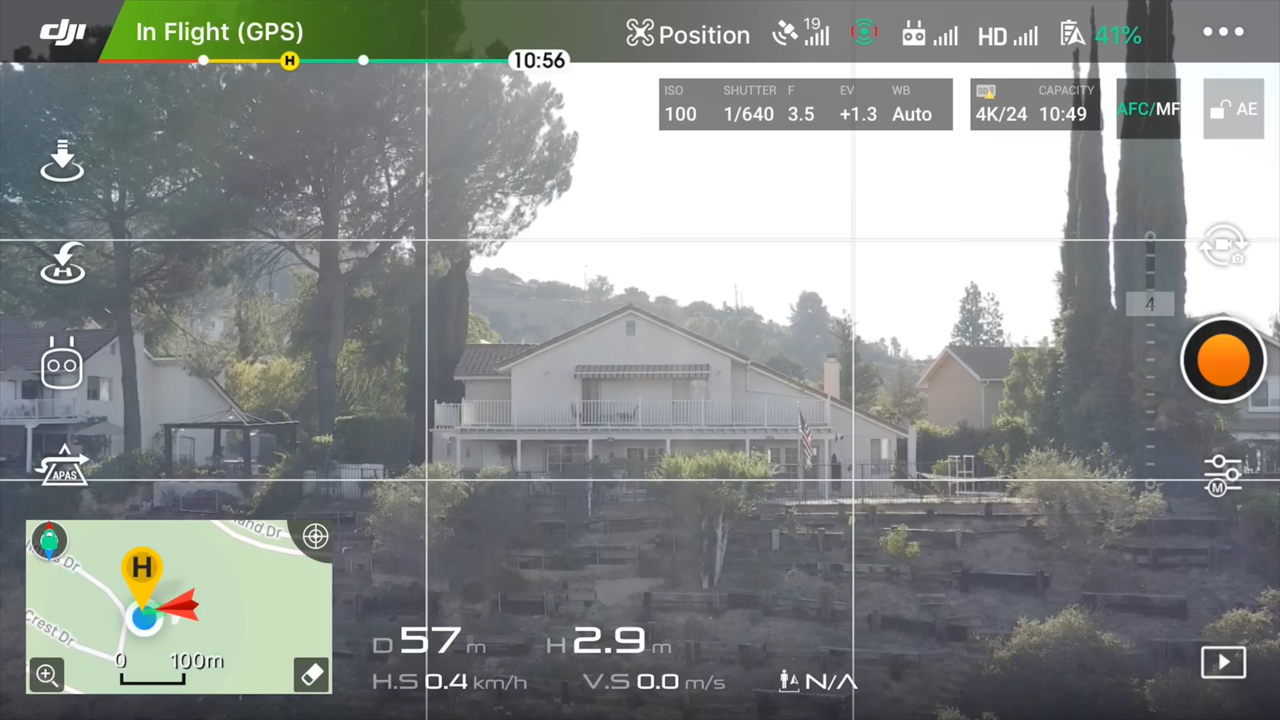 dji In Flight (GPS) Position 19 HD 41%
H 10:56
ISO SHUTTER F EV WB CAPACITY
100 1/640 3.5 +1.3 Auto 4K/24 10:49 AFC/MF AE
H
4
APAS
M
land Dr
H
Crest Dr
0 100m
D 57 m H 2.9 m
H.S 0.4 km/h V.S 0.0 m/s N/A